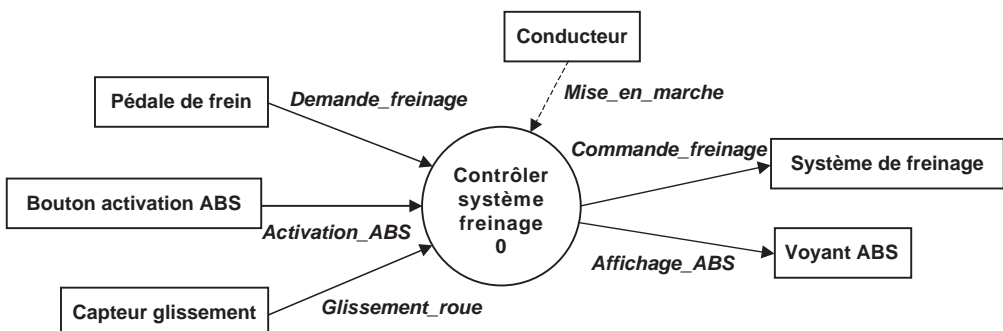 Conducteur
Pédale de frein
Demande_freinage
Mise_en_marche
Commande_freinage
Système de freinage
Contrôler
système
freinage
0
Bouton activation ABS
Activation_ABS
Affichage_ABS
Voyant ABS
Capteur glissement
Glissement_roue